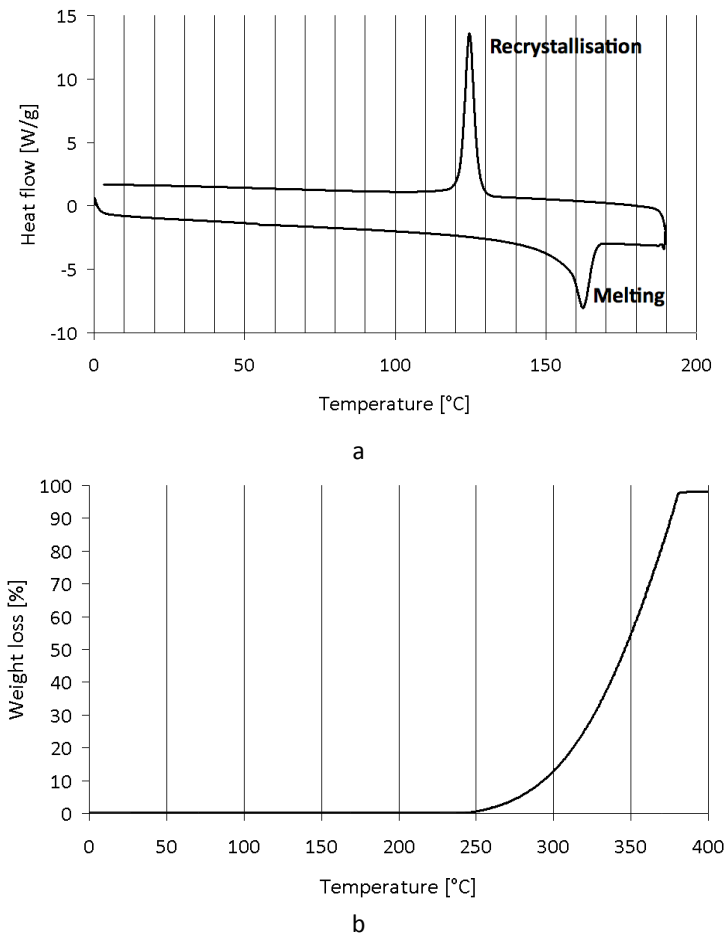 15
Recrystallisation
10
5
0
-5
Melting
-10
Heat flow [W/g]
0 50 100 150 200
Temperature [°C]
a
100
90
80
70
60
50
40
30
20
10
0
Weight loss [%]
0 50 100 150 200 250 300 350 400
Temperature [°C]
b